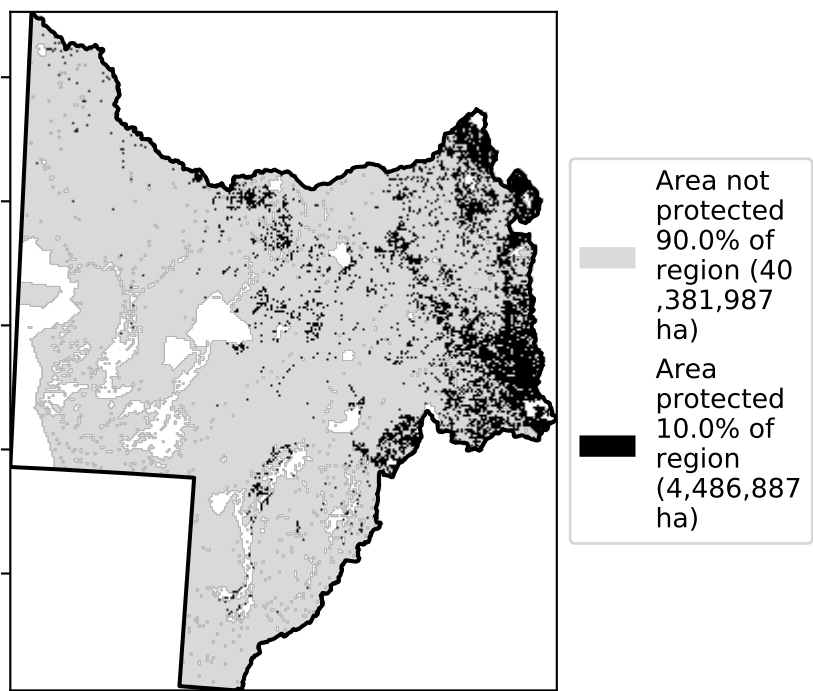 Area not
protected
90.0% of
region (40
,381,987
ha)
Area
protected
10.0% of
region
(4,486,887
ha)